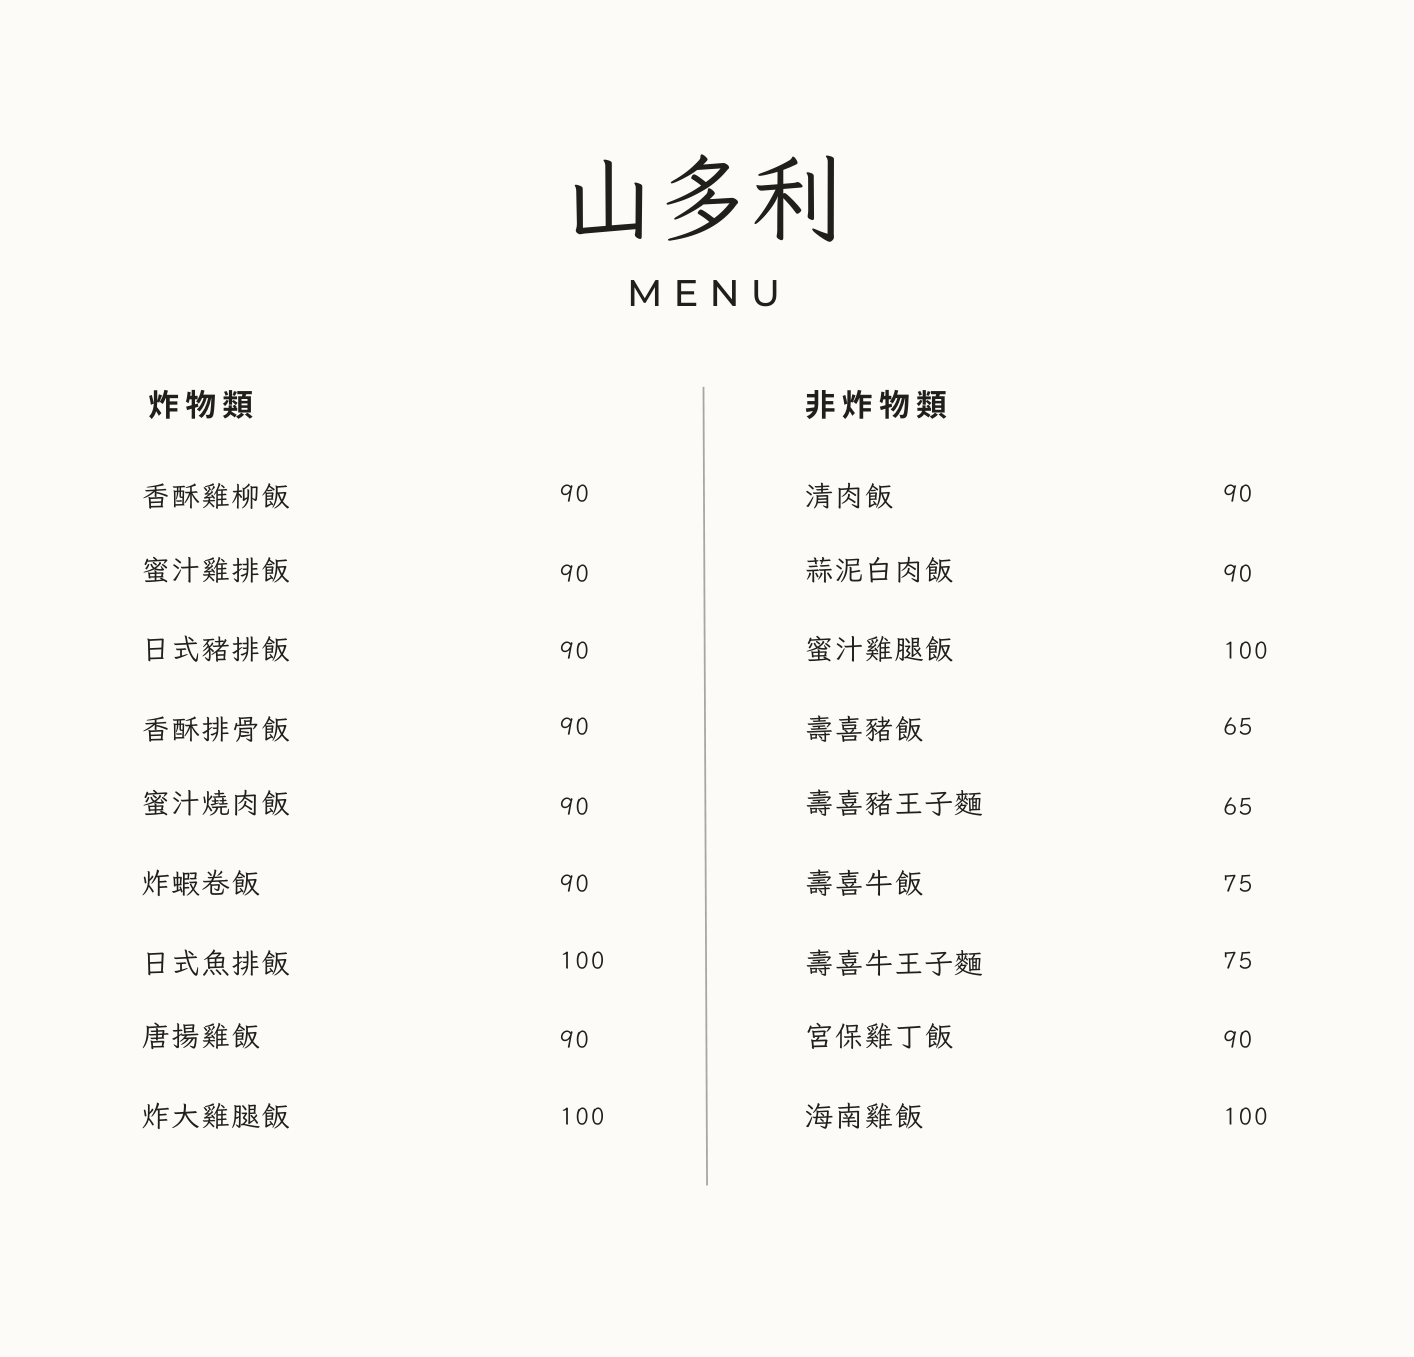 山多利
MENU
炸物類
香酥雞柳飯 90
蜜汁雞排飯 90
日式豬排飯 90
香酥排骨飯 90
蜜汁燒肉飯 90
炸蝦卷飯 90
日式魚排飯 100
唐揚雞飯 90
炸大雞腿飯 100
非炸物類
清肉飯 90
蒜泥白肉飯 90
蜜汁雞腿飯 100
壽喜豬飯 65
壽喜豬王子麵 65
壽喜牛飯 75
壽喜牛王子麵 75
宮保雞丁飯 90
海南雞飯 100